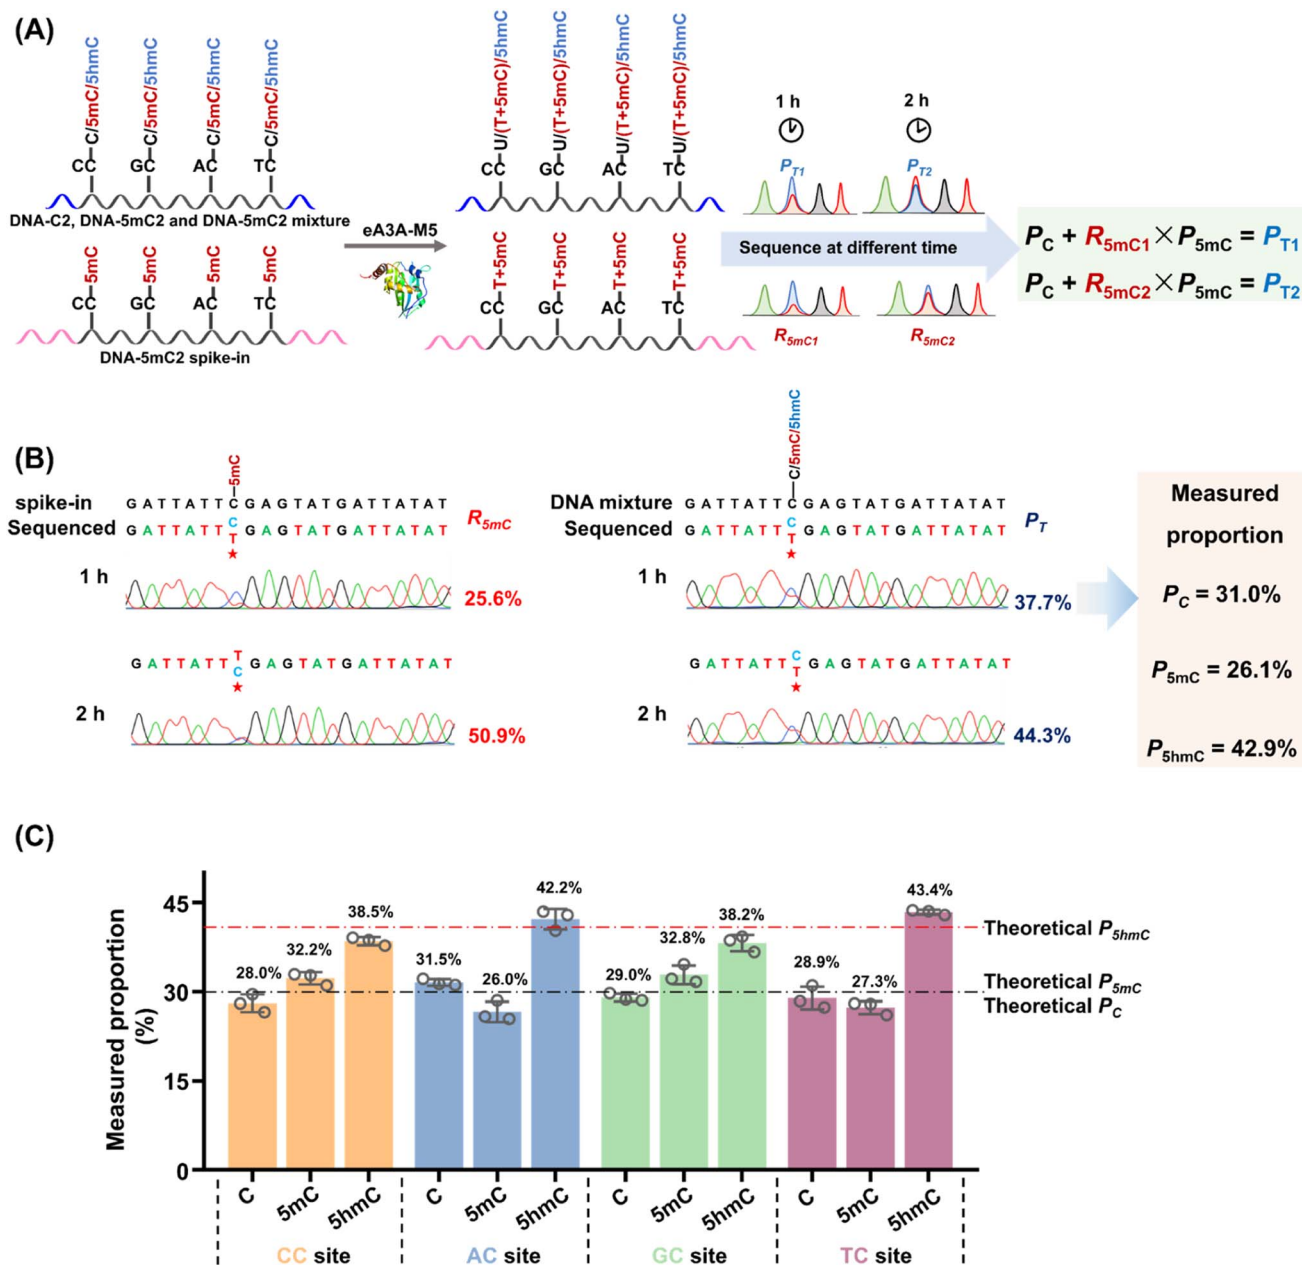 (A)
C/5mC/5hmC
C/5mC/5hmC
C/5mC/5hmC
C/5mC/5hmC
CC
GC
AC
TC
DNA-C2, DNA-5mC2 and DNA-5mC2 mixture
5mC
5mC
5mC
5mC
CC
GC
AC
TC
DNA-5mC2 spike-in
eA3A-M5
U/(T+5mC)/5hmC
U/(T+5mC)/5hmC
U/(T+5mC)/5hmC
U/(T+5mC)/5hmC
CC
GC
AC
TC
T+5mC
T+5mC
T+5mC
T+5mC
CC
GC
AC
TC
1 h
2 h
PT1
PT2
Sequence at different time
R5mC1
R5mC2
PC + R5mC1 × P5mC = PT1
PC + R5mC2 × P5mC = PT2
(B)
5mC
spike-in
G A T T A T T C G A G T A T G A T T A T A T
Sequenced
G A T T A T T C G A G T A T G A T T A T A T
T
★
R5mC
1 h
25.6%
G A T T A T T T G A G T A T G A T T A T A T
C
★
2 h
50.9%
C/5mC/5hmC
DNA mixture
G A T T A T T C G A G T A T G A T T A T A T
Sequenced
G A T T A T T C G A G T A T G A T T A T A T
T
★
PT
1 h
37.7%
G A T T A T T C G A G T A T G A T T A T A T
T
★
2 h
44.3%
Measured
proportion
PC = 31.0%
P5mC = 26.1%
P5hmC = 42.9%
(C)
Measured proportion
(%)
45
30
15
0
28.0%
32.2%
38.5%
31.5%
26.0%
42.2%
29.0%
32.8%
38.2%
28.9%
27.3%
43.4%
Theoretical P5hmC
Theoretical P5mC
Theoretical PC
C
5mC
5hmC
C
5mC
5hmC
C
5mC
5hmC
C
5mC
5hmC
CC site
AC site
GC site
TC site